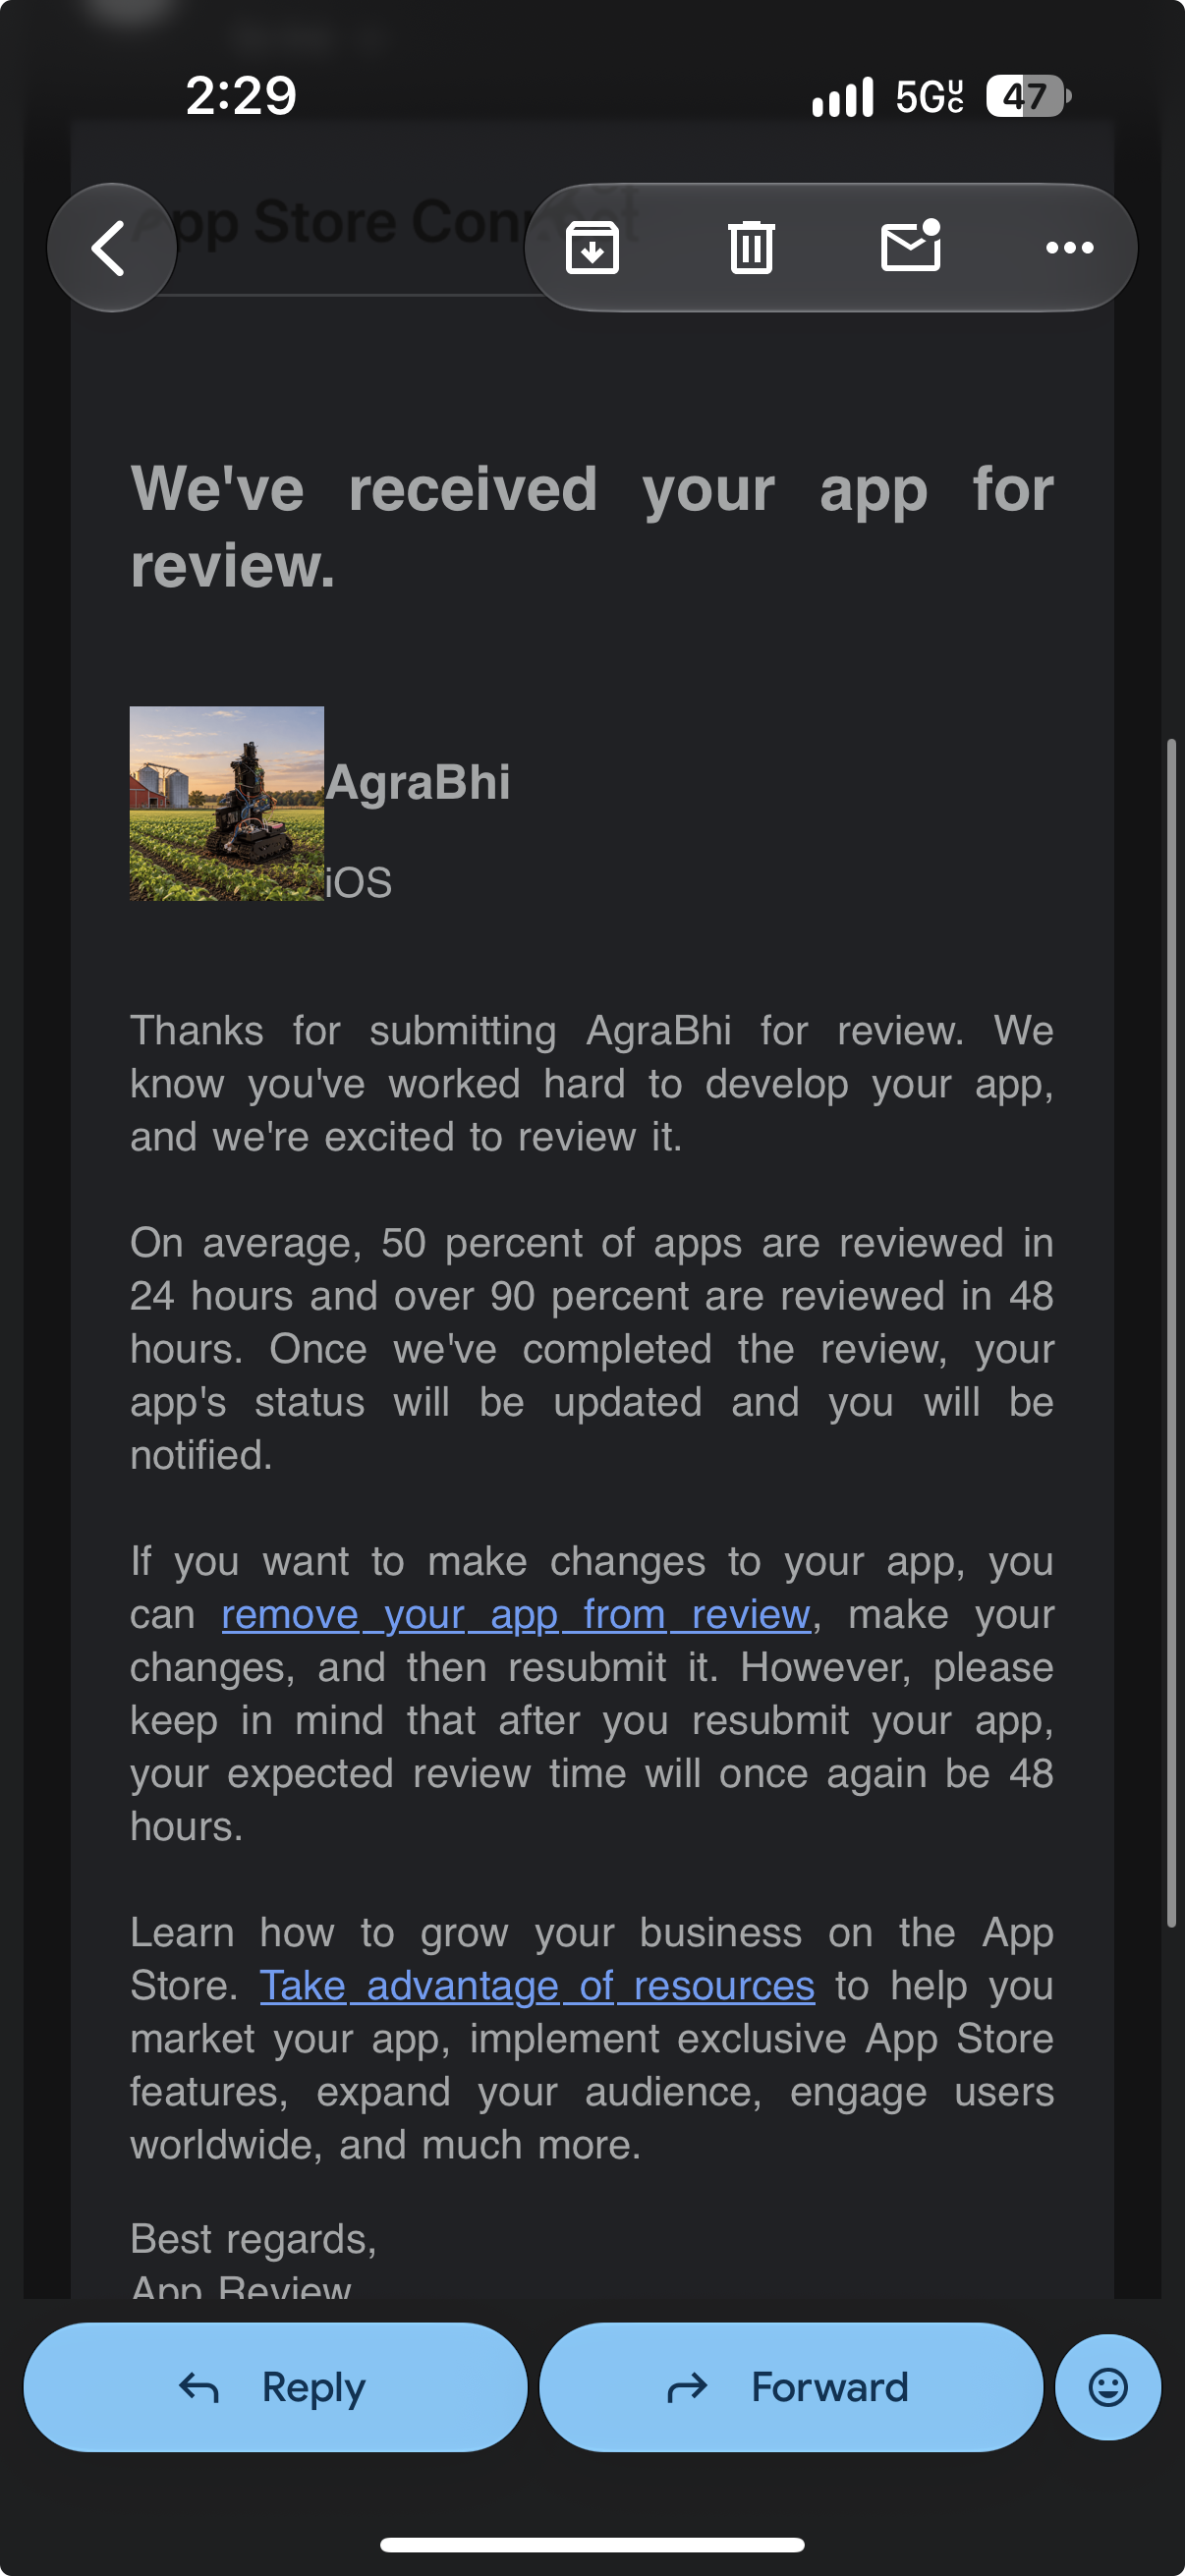 2:29
5G UC
47
App Store Connect
We've received your app for
review.
AgraBhi
iOS
Thanks for submitting AgraBhi for review. We
know you've worked hard to develop your app,
and we're excited to review it.
On average, 50 percent of apps are reviewed in
24 hours and over 90 percent are reviewed in 48
hours. Once we've completed the review, your
app's status will be updated and you will be
notified.
If you want to make changes to your app, you
can remove your app from review, make your
changes, and then resubmit it. However, please
keep in mind that after you resubmit your app,
your expected review time will once again be 48
hours.
Learn how to grow your business on the App
Store. Take advantage of resources to help you
market your app, implement exclusive App Store
features, expand your audience, engage users
worldwide, and much more.
Best regards,
App Review
Reply
Forward